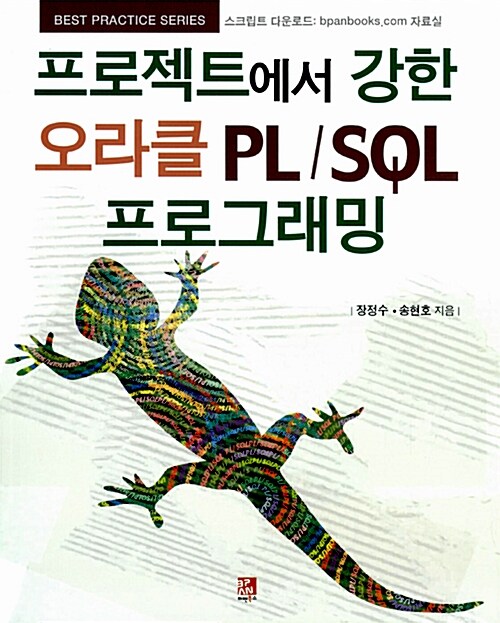 BEST PRACTICE SERIES
스크립트 다운로드: bpanbooks.com 자료실
프로젝트에서 강한
오라클 PL/SQL
프로그래밍
| 장정수 • 송현호 지음 |
BP
AN